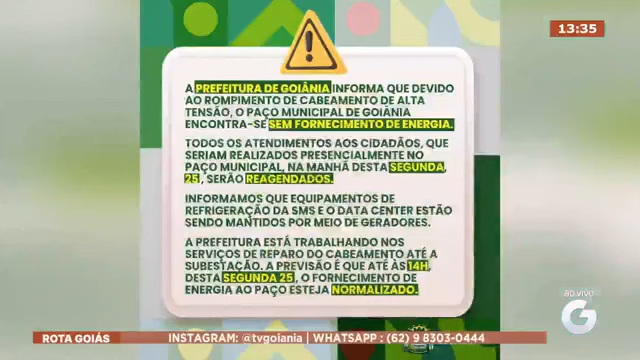 13:35
A PREFEITURA DE GOIÂNIA INFORMA QUE DEVIDO
AO ROMPIMENTO DE CABEAMENTO DE ALTA
TENSÃO, O PAÇO MUNICIPAL DE GOIÂNIA
ENCONTRA-SE SEM FORNECIMENTO DE ENERGIA.
TODOS OS ATENDIMENTOS AOS CIDADÃOS, QUE
SERIAM REALIZADOS PRESENCIALMENTE NO
PAÇO MUNICIPAL, NA MANHÃ DESTA SEGUNDA,
25, SERÃO REAGENDADOS.
INFORMAMOS QUE EQUIPAMENTOS DE
REFRIGERAÇÃO DA SMS E O DATA CENTER ESTÃO
SENDO MANTIDOS POR MEIO DE GERADORES.
A PREFEITURA ESTÁ TRABALHANDO NOS
SERVIÇOS DE REPARO DO CABEAMENTO ATÉ A
SUBESTAÇÃO. A PREVISÃO É QUE ATÉ ÀS 14H,
DESTA SEGUNDA 25, O FORNECIMENTO DE
ENERGIA AO PAÇO ESTEJA NORMALIZADO.
AO VIVO
G
ROTA GOIÁS INSTAGRAM: @tvgoiania | WHATSAPP : (62) 9 8303-0444